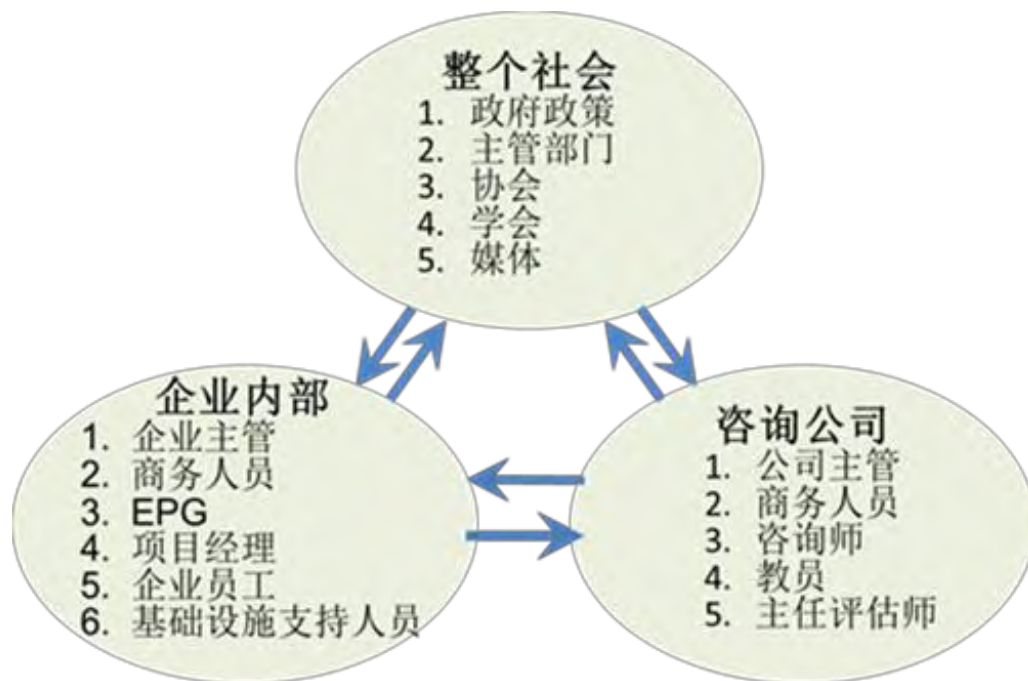 整个社会
1. 政府政策
2. 主管部门
3. 协会
4. 学会
5. 媒体
企业内部
1. 企业主管
2. 商务人员
3. EPG
4. 项目经理
5. 企业员工
6. 基础设施支持人员
咨询公司
1. 公司主管
2. 商务人员
3. 咨询师
4. 教员
5. 主任评估师